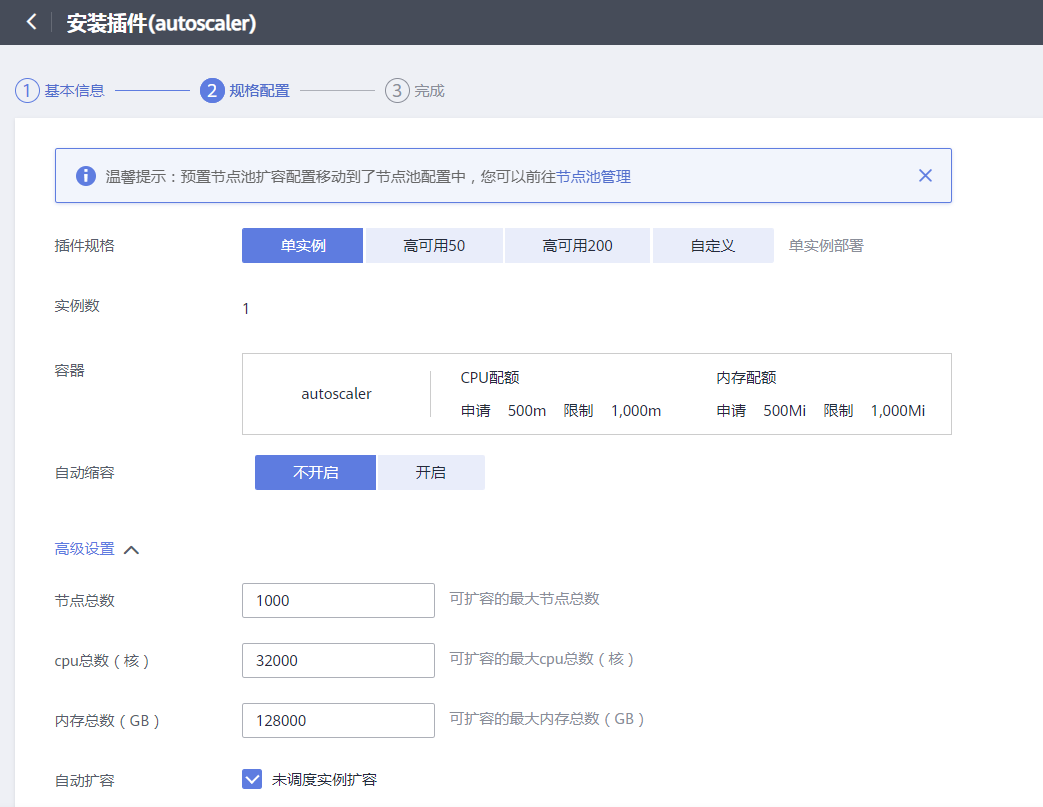 安装插件(autoscaler)
1 基本信息 2 规格配置 3 完成
温馨提示：预置节点池扩容配置移动到了节点池配置中，您可以前往节点池管理
插件规格 单实例 高可用50 高可用200 自定义 单实例部署
实例数 1
容器 autoscaler CPU配额 内存配额
申请 500m 限制 1,000m 申请 500Mi 限制 1,000Mi
自动缩容 不开启 开启
高级设置
节点总数 1000 可扩容的最大节点总数
cpu总数（核） 32000 可扩容的最大cpu总数（核）
内存总数（GB） 128000 可扩容的最大内存总数（GB）
自动扩容 未调度实例扩容